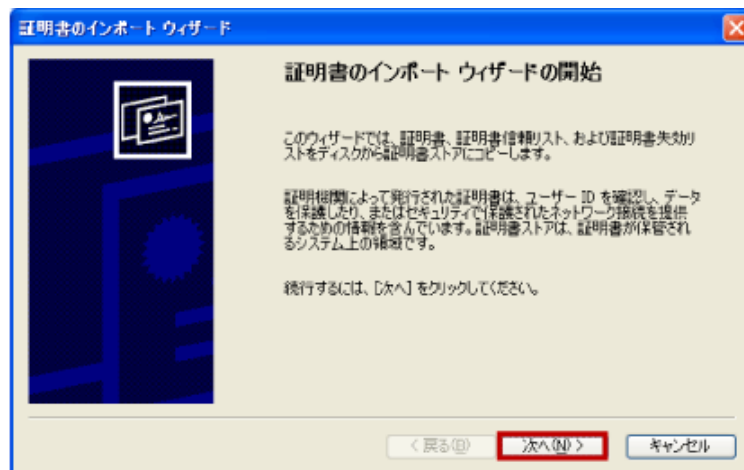 証明書のインポート ウィザード
証明書のインポート ウィザードの開始
このウィザードでは、証明書、証明書信頼リスト、および証明書失効リ
ストをディスクから証明書ストアにコピーします。
証明機関によって発行された証明書は、ユーザー ID を確認し、データ
を保護したり、またはセキュリティで保護されたネットワーク接続を提供
するための情報を含んでいます。証明書ストアは、証明書が保管され
るシステム上の領域です。
続行するには、[次へ] をクリックしてください。
< 戻る(B) 次へ(N) > キャンセル